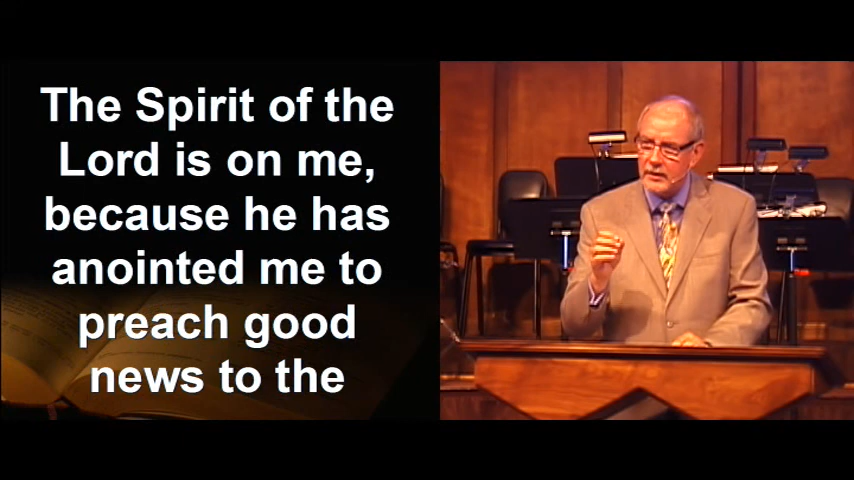 The Spirit of the
Lord is on me,
because he has
anointed me to
preach good
news to the